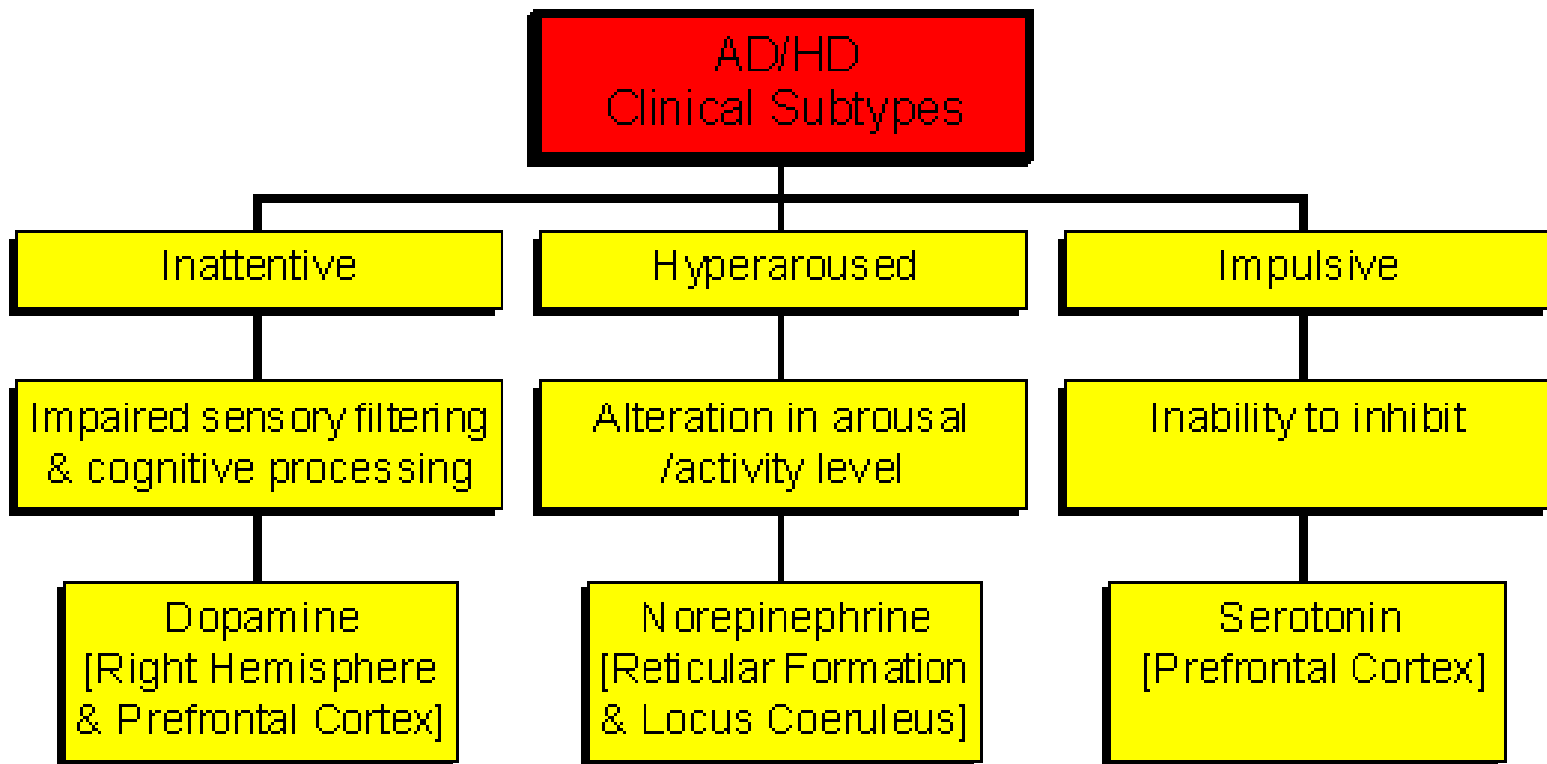 AD/HD
Clinical Subtypes
Inattentive
Hyperaroused
Impulsive
Impaired sensory filtering
& cognitive processing
Alteration in arousal
/activity level
Inability to inhibit
Dopamine
[Right Hemisphere
& Prefrontal Cortex]
Norepinephrine
[Reticular Formation
& Locus Coeruleus]
Serotonin
[Prefrontal Cortex]